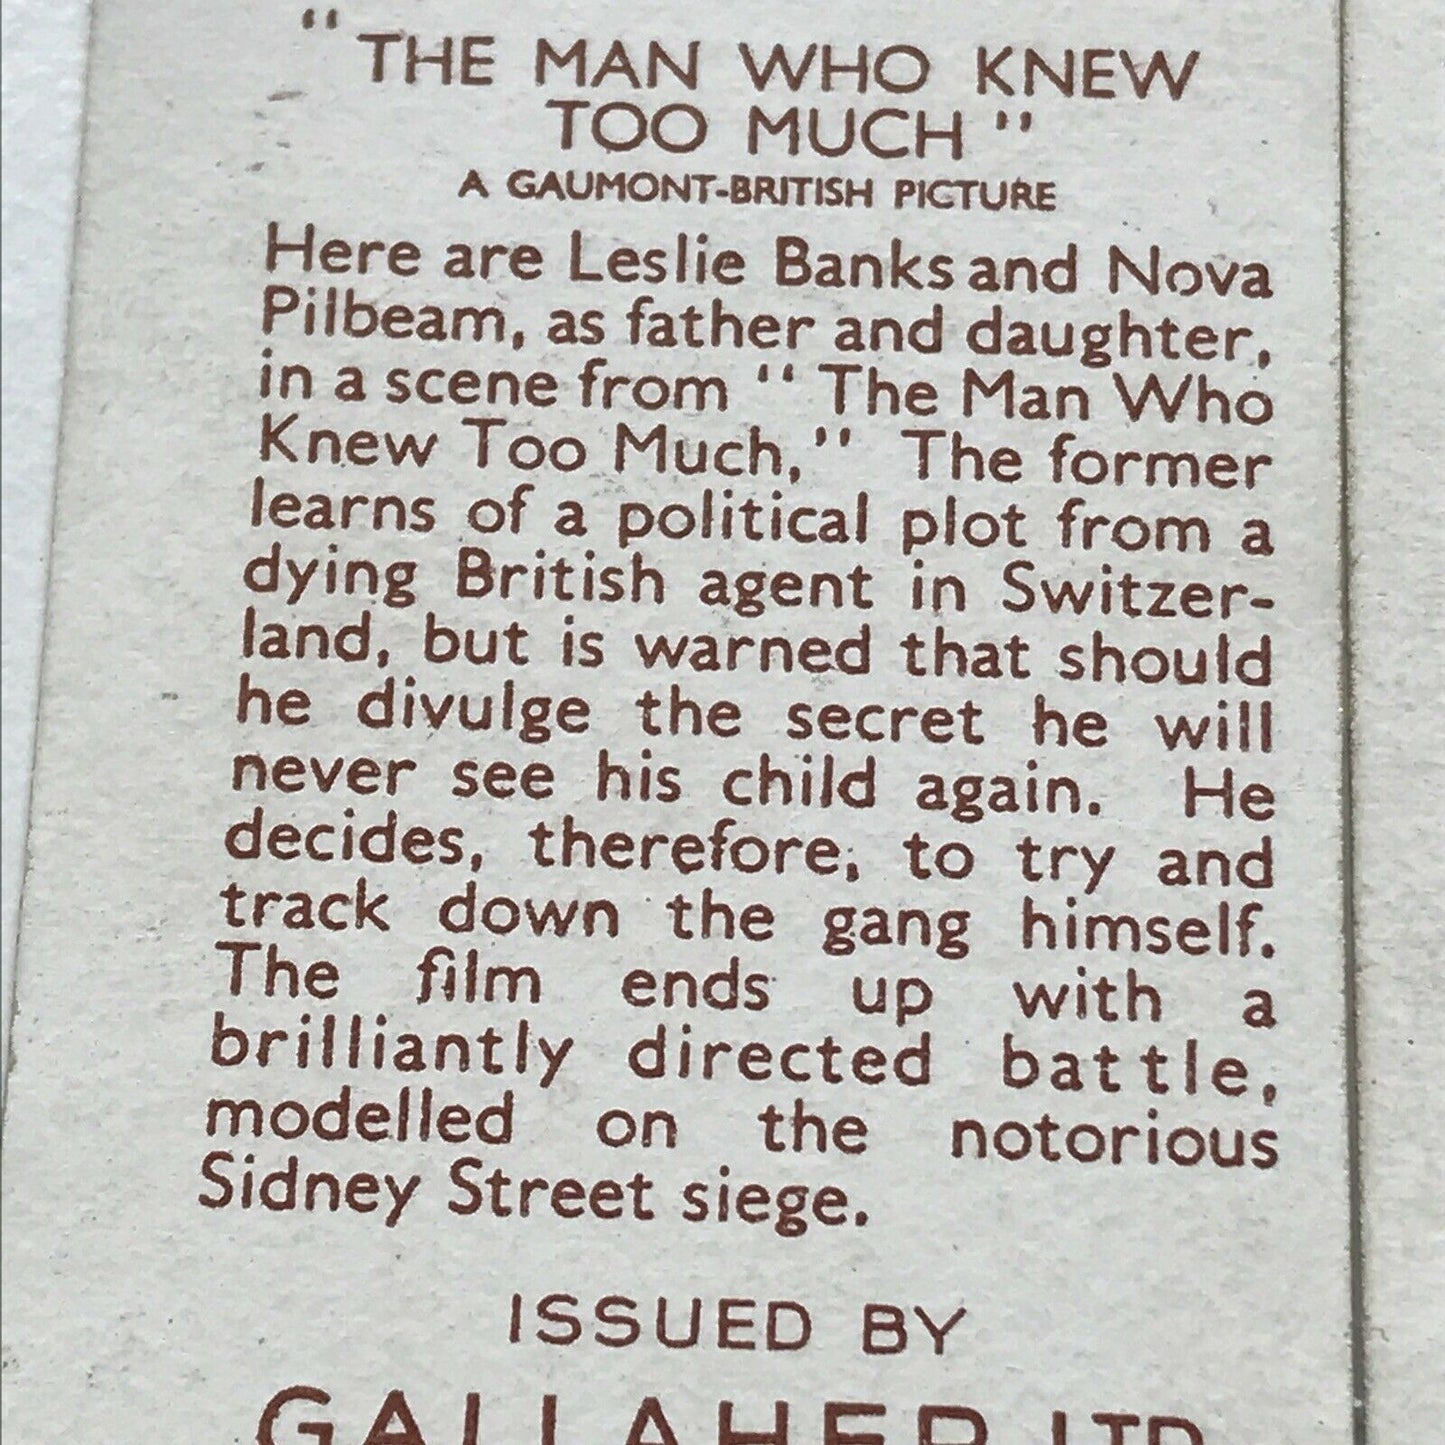 “ THE MAN WHO KNEW
TOO MUCH ”
A GAUMONT-BRITISH PICTURE
Here are Leslie Banks and Nova
Pilbeam, as father and daughter,
in a scene from “ The Man Who
Knew Too Much,” The former
learns of a political plot from a
dying British agent in Switzer-
land, but is warned that should
he divulge the secret he will
never see his child again. He
decides, therefore, to try and
track down the gang himself.
The film ends up with a
brilliantly directed battle,
modelled on the notorious
Sidney Street siege.
ISSUED BY
GALLAHER LTD